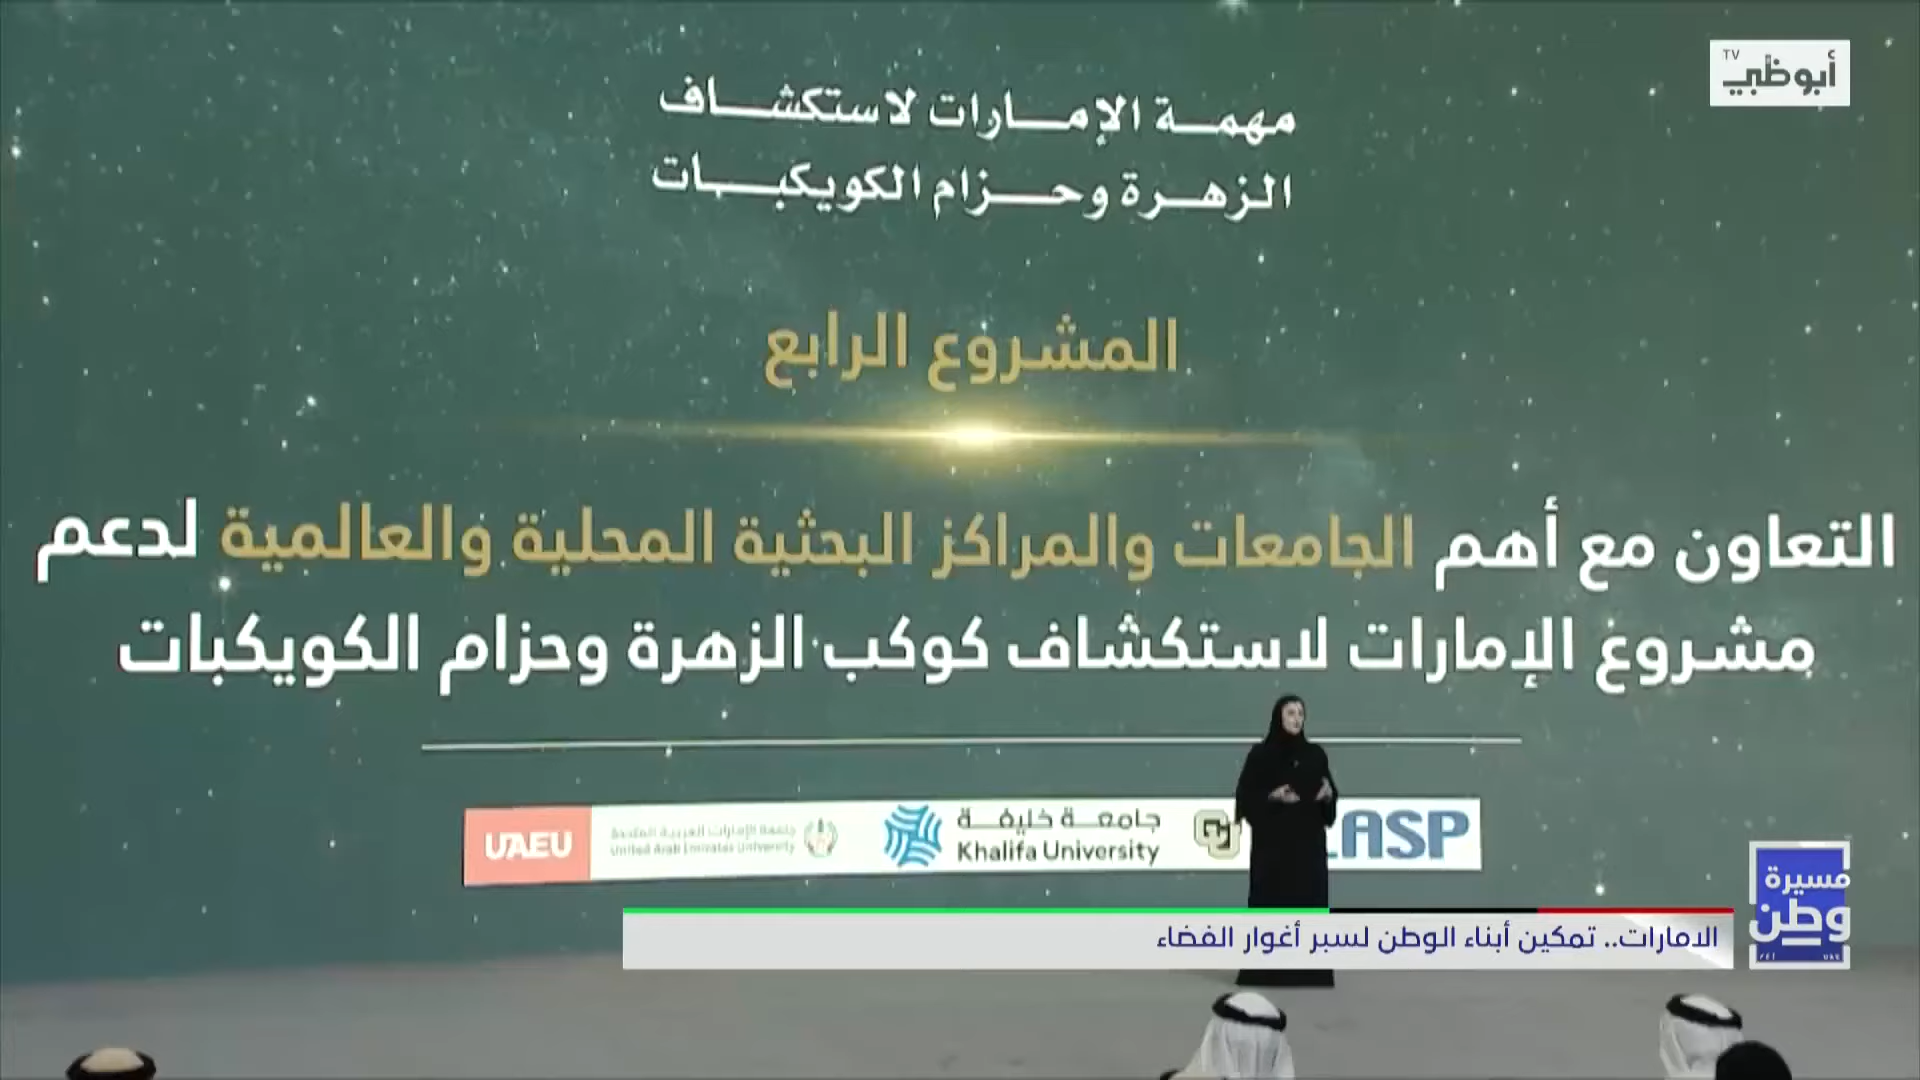 أبوظبي TV
مهمة الإمارات لاستكشاف
الزهرة وحزام الكويكبات
المشروع الرابع
التعاون مع أهم الجامعات والمراكز البحثية المحلية والعالمية لدعم
مشروع الإمارات لاستكشاف كوكب الزهرة وحزام الكويكبات
UAEU
جامعة الإمارات العربية المتحدة
United Arab Emirates University
جامعة خليفة
Khalifa University
CU
LASP
الامارات.. تمكين أبناء الوطن لسبر أغوار الفضاء
مسيرة
وطن